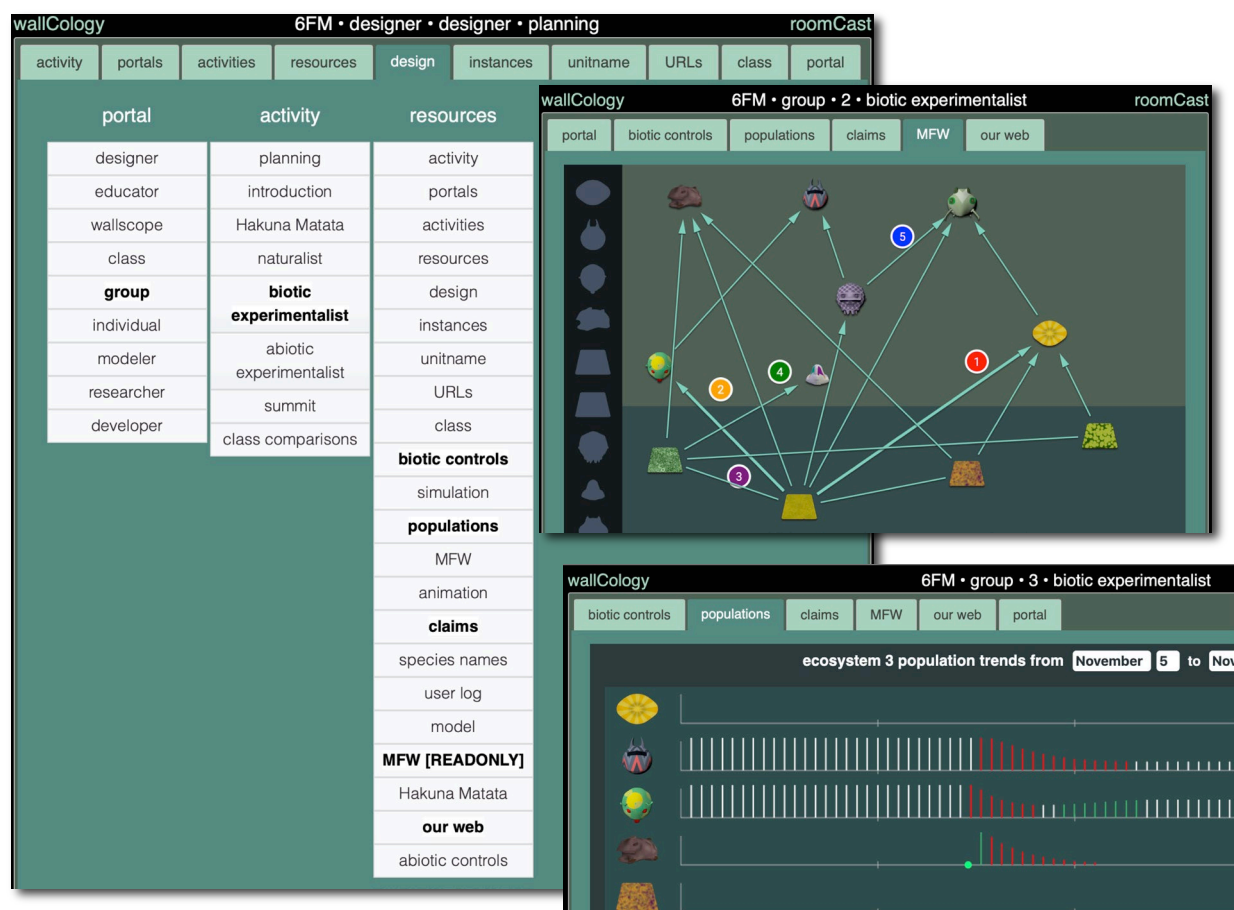 wallCology 6FM • designer • designer • planning roomCast
activity portals activities resources design instances unitname URLs class portal
portal
designer
educator
wallscope
class
group
individual
modeler
researcher
developer
activity
planning
introduction
Hakuna Matata
naturalist
biotic
experimentalist
abiotic
experimentalist
summit
class comparisons
resources
activity
portals
activities
resources
design
instances
unitname
URLs
class
biotic controls
simulation
populations
MFW
animation
claims
species names
user log
model
MFW [READONLY]
Hakuna Matata
our web
abiotic controls
wallCology 6FM • group • 2 • biotic experimentalist roomCast
portal biotic controls populations claims MFW our web
5
1
4
2
3
wallCology 6FM • group • 3 • biotic experimentalist
biotic controls populations claims MFW our web portal
ecosystem 3 population trends from November 5 to Nov